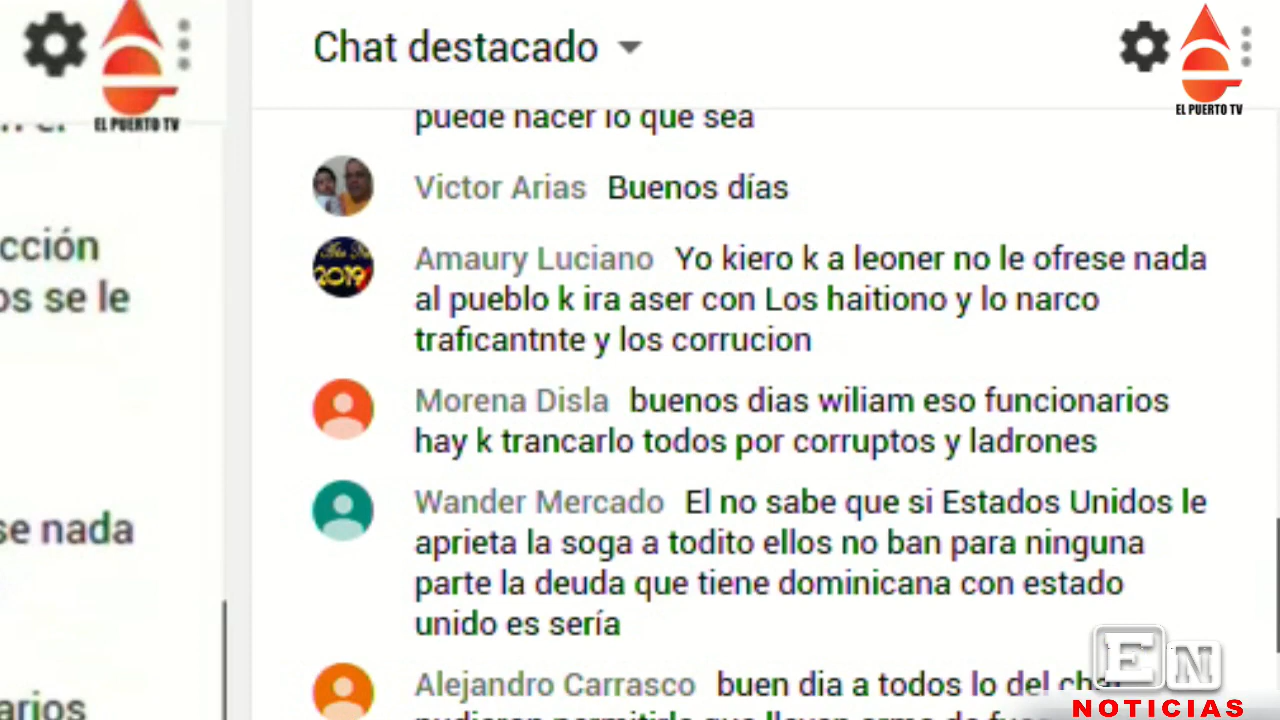 Chat destacado
EL PUERTO TV
EL PUERTO TV
puede hacer lo que sea
cción
Victor Arias Buenos días
os se le
Amaury Luciano Yo kiero k a leoner no le ofrese nada
al pueblo k ira aser con Los haitiono y lo narco
traficantnte y los corrucion
2019
Morena Disla buenos dias wiliam eso funcionarios
hay k trancarlo todos por corruptos y ladrones
se nada
Wander Mercado El no sabe que si Estados Unidos le
aprieta la soga a todito ellos no ban para ninguna
parte la deuda que tiene dominicana con estado
unido es sería
arios
Alejandro Carrasco buen dia a todos lo del chat
EN
NOTICIAS